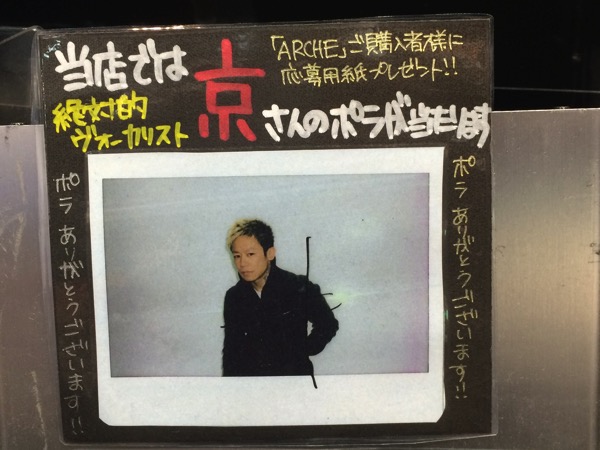 当店では
京
「ARCHE」ご購入者様に
応募用紙プレゼント!!
絶対的
ヴォーカリスト
さんのポラが当たります
ポラ ありがとうございます!!
ポラ ありがとうございます!!